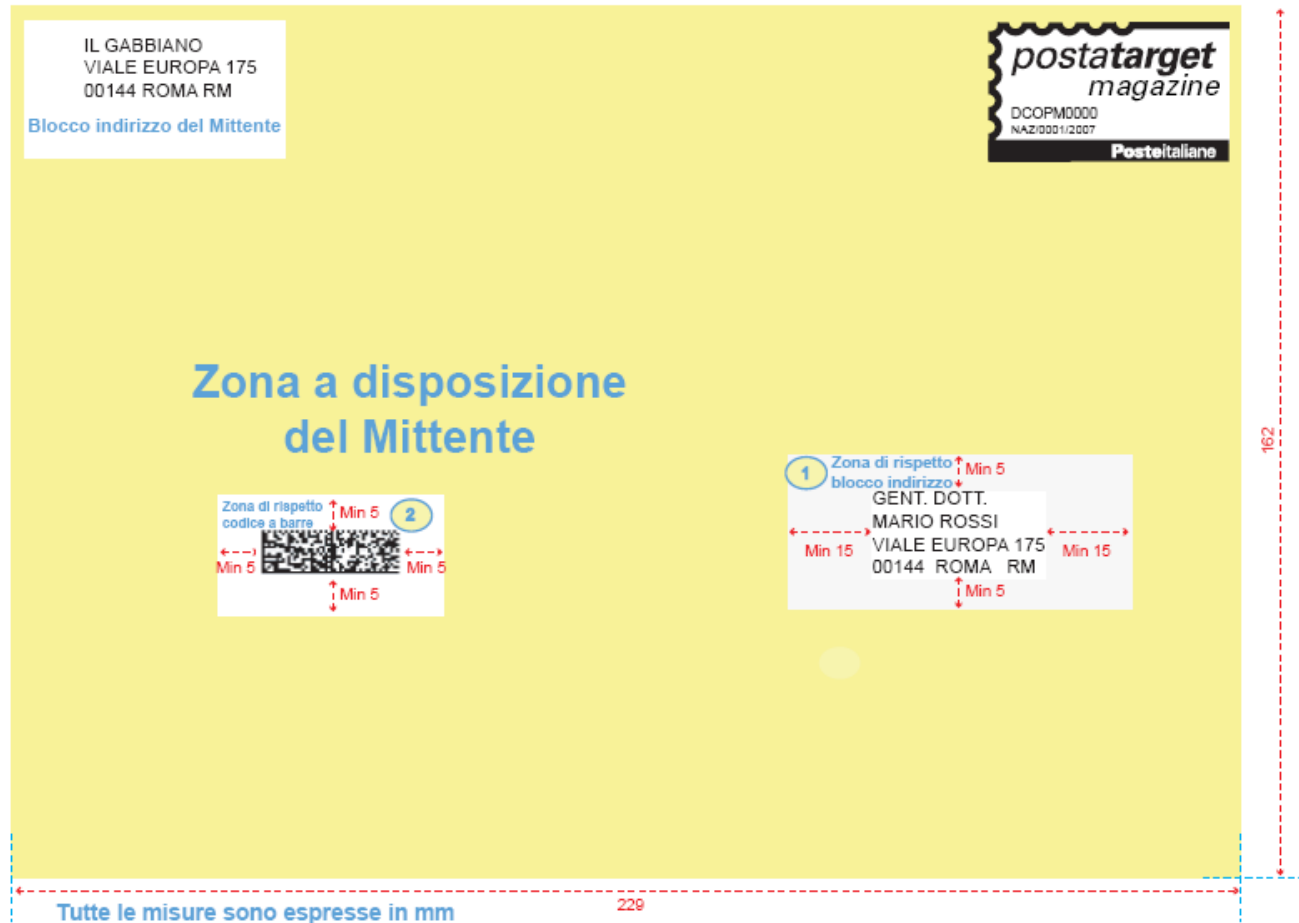 IL GABBIANO
VIALE EUROPA 175
00144 ROMA RM
Blocco indirizzo del Mittente
postatarget
magazine
DCOPM0000
NAZ/0001/2007
Posteitaliane
Zona a disposizione
del Mittente
162
1
Zona di rispetto
blocco indirizzo
Min 5
GENT. DOTT.
MARIO ROSSI
VIALE EUROPA 175
00144 ROMA RM
Min 15
Min 15
Min 5
Zona di rispetto
codice a barre
Min 5
2
Min 5
Min 5
Min 5
229
Tutte le misure sono espresse in mm